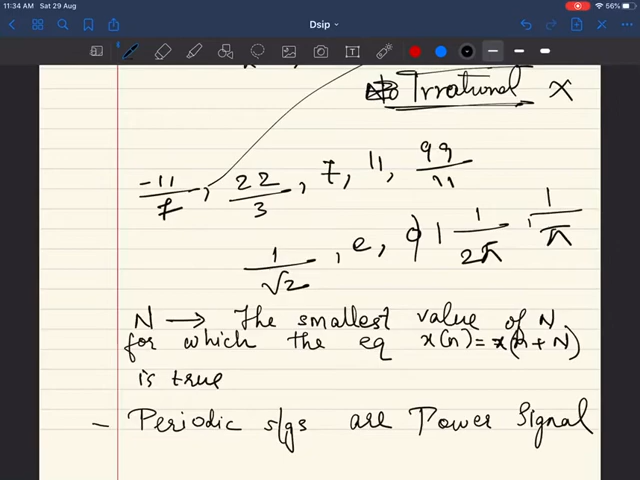 11:34 AM Sat 29 Aug
56%
Dsip
Irrational X
-11/7, 22/3, 7, 11, 99/11
1/√2, e, 1/2π, 1/π
N → The smallest value of N
for which the eq x(n) = x(n + N)
is true
- Periodic s/gs are Power Signal